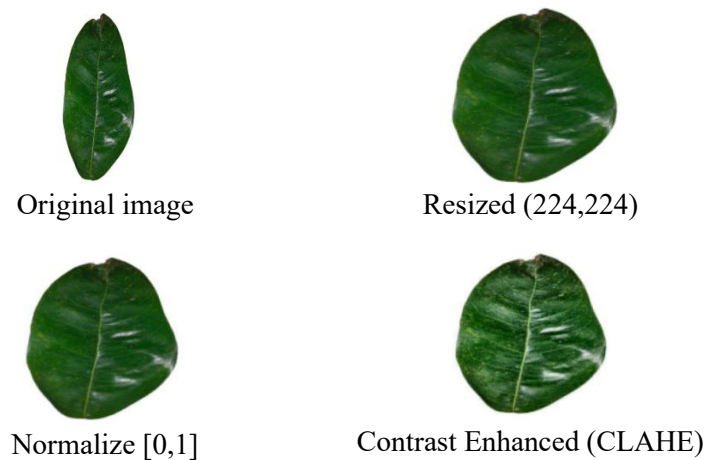 Original image
Resized (224,224)
Normalize [0,1]
Contrast Enhanced (CLAHE)